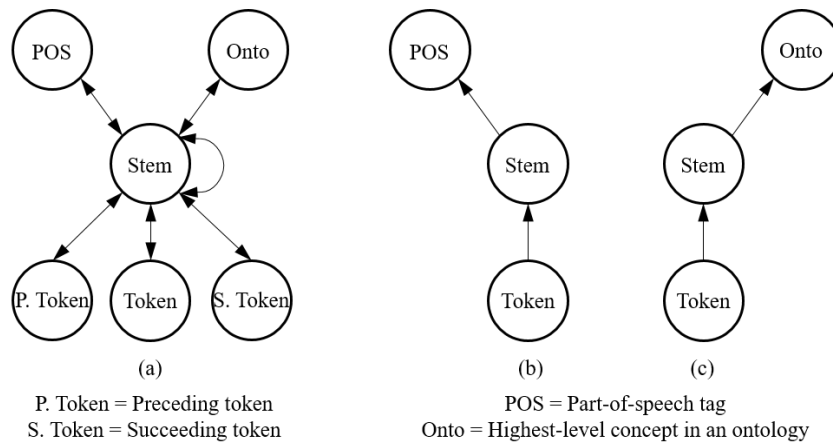 POS
Onto
Stem
P. Token
Token
S. Token
(a)
P. Token = Preceding token
S. Token = Succeeding token
POS
Stem
Token
(b)
Onto
Stem
Token
(c)
POS = Part-of-speech tag
Onto = Highest-level concept in an ontology